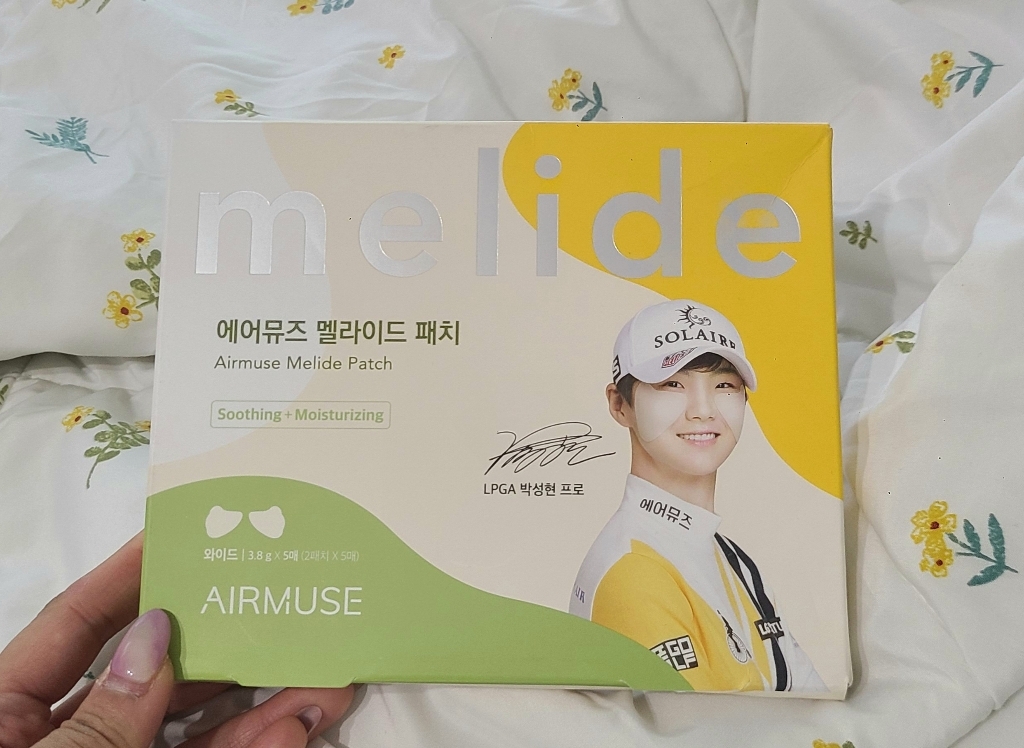 melide
에어뮤즈 멜라이드 패치
Airmuse Melide Patch
Soothing+Moisturizing
SOLAIRE
LPGA 박성현 프로
에어뮤즈
와이드 | 3.8 g X 5매 (2패치 X 5매)
AIRMUSE